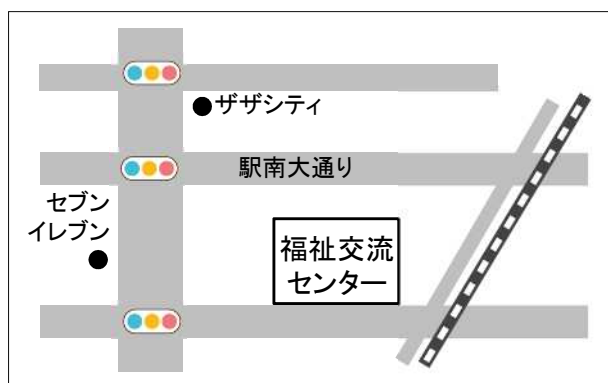 ザザシティ
駅南大通り
セブン
イレブン
福祉交流
センター